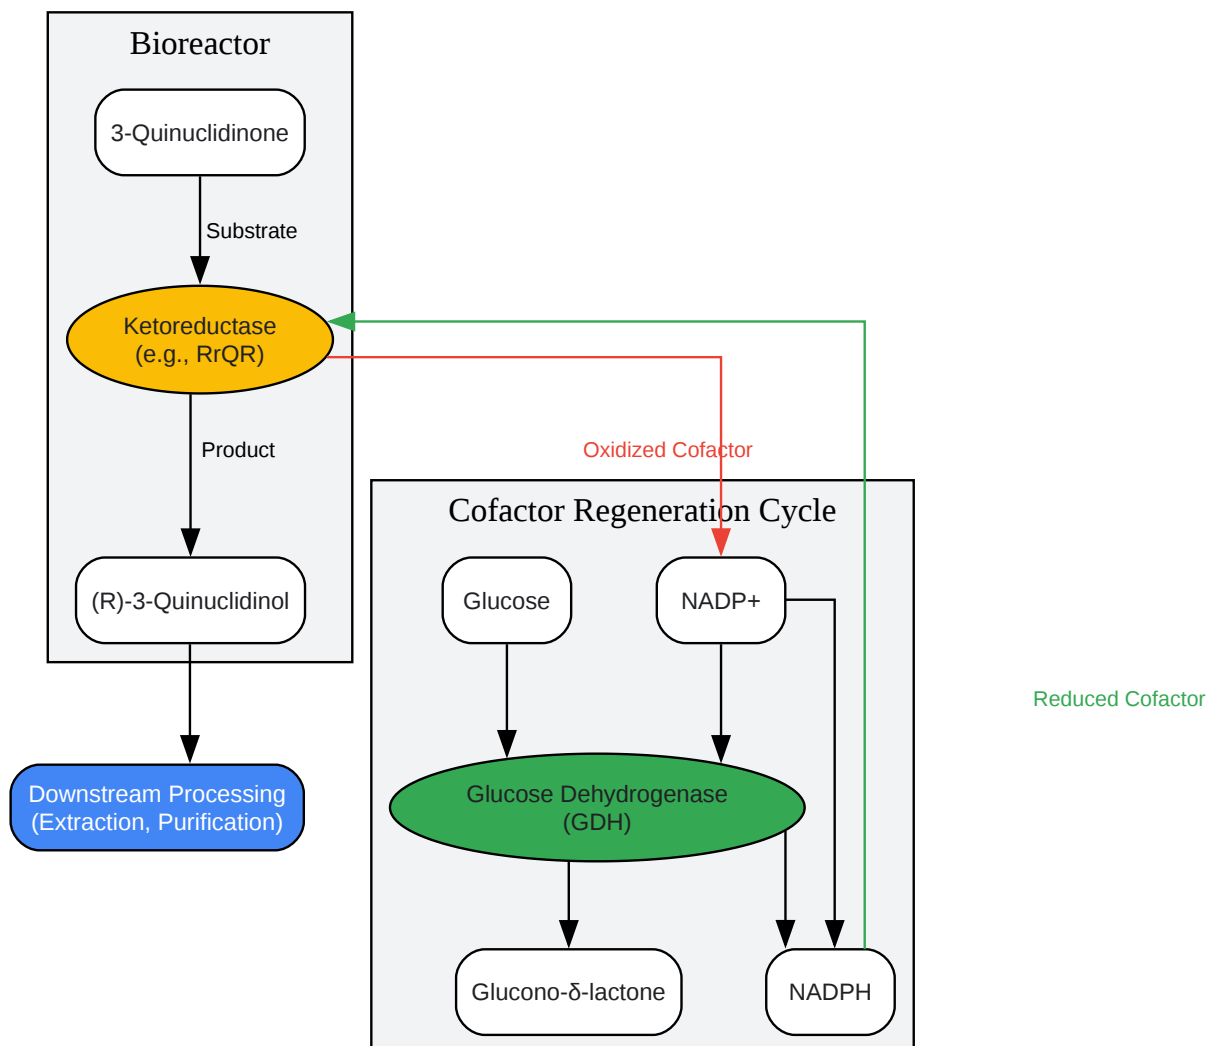 Bioreactor
3-Quinuclidinone
Substrate
Ketoreductase
(e.g., RrQR)
Product
(R)-3-Quinuclidinol
Downstream Processing
(Extraction, Purification)
Oxidized Cofactor
Cofactor Regeneration Cycle
Glucose
NADP+
Glucose Dehydrogenase
(GDH)
Glucono-δ-lactone
NADPH
Reduced Cofactor